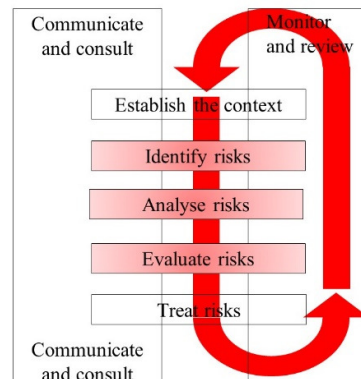 Communicate
and consult
Monitor
and review
Establish the context
Identify risks
Analyse risks
Evaluate risks
Treat risks
Communicate
and consult